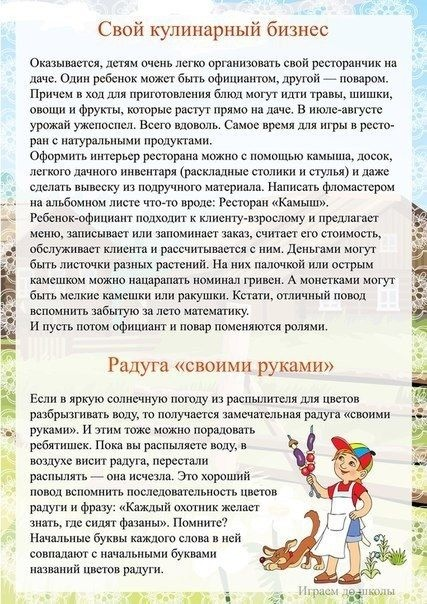 Свой кулинарный бизнес
Оказывается, детям очень легко организовать свой ресторанчик на
даче. Один ребенок может быть официантом, другой — поваром.
Причем в ход для приготовления блюд могут идти травы, шишки,
овощи и фрукты, которые растут прямо на даче. В июле-августе
урожай ужепоспел. Всего вдоволь. Самое время для игры в ресто-
ран с натуральными продуктами.
Оформить интерьер ресторана можно с помощью камыша, досок,
легкого дачного инвентаря (раскладные столики и стулья) и даже
сделать вывеску из подручного материала. Написать фломастером
на альбомном листе что-то вроде: Ресторан «Камыш».
Ребенок-официант подходит к клиенту-взрослому и предлагает
меню, записывает или запоминает заказ, считает его стоимость,
обслуживает клиента и рассчитывается с ним. Деньгами могут
быть листочки разных растений. На них палочкой или острым
камешком можно нацарапать номинал гривен. А монетками могут
быть мелкие камешки или ракушки. Кстати, отличный повод
вспомнить забытую за лето математику.
И пусть потом официант и повар поменяются ролями.
Радуга «своими руками»
Если в яркую солнечную погоду из распылителя для цветов
разбрызгивать воду, то получается замечательная радуга «своими
руками». И этим тоже можно порадовать
ребятишек. Пока вы распыляете воду, в
воздухе висит радуга, перестали
распылять — она исчезла. Это хороший
повод вспомнить последовательность цветов
радуги и фразу: «Каждый охотник желает
знать, где сидят фазаны». Помните?
Начальные буквы каждого слова в ней
совпадают с начальными буквами
названий цветов радуги.
Играем до школы